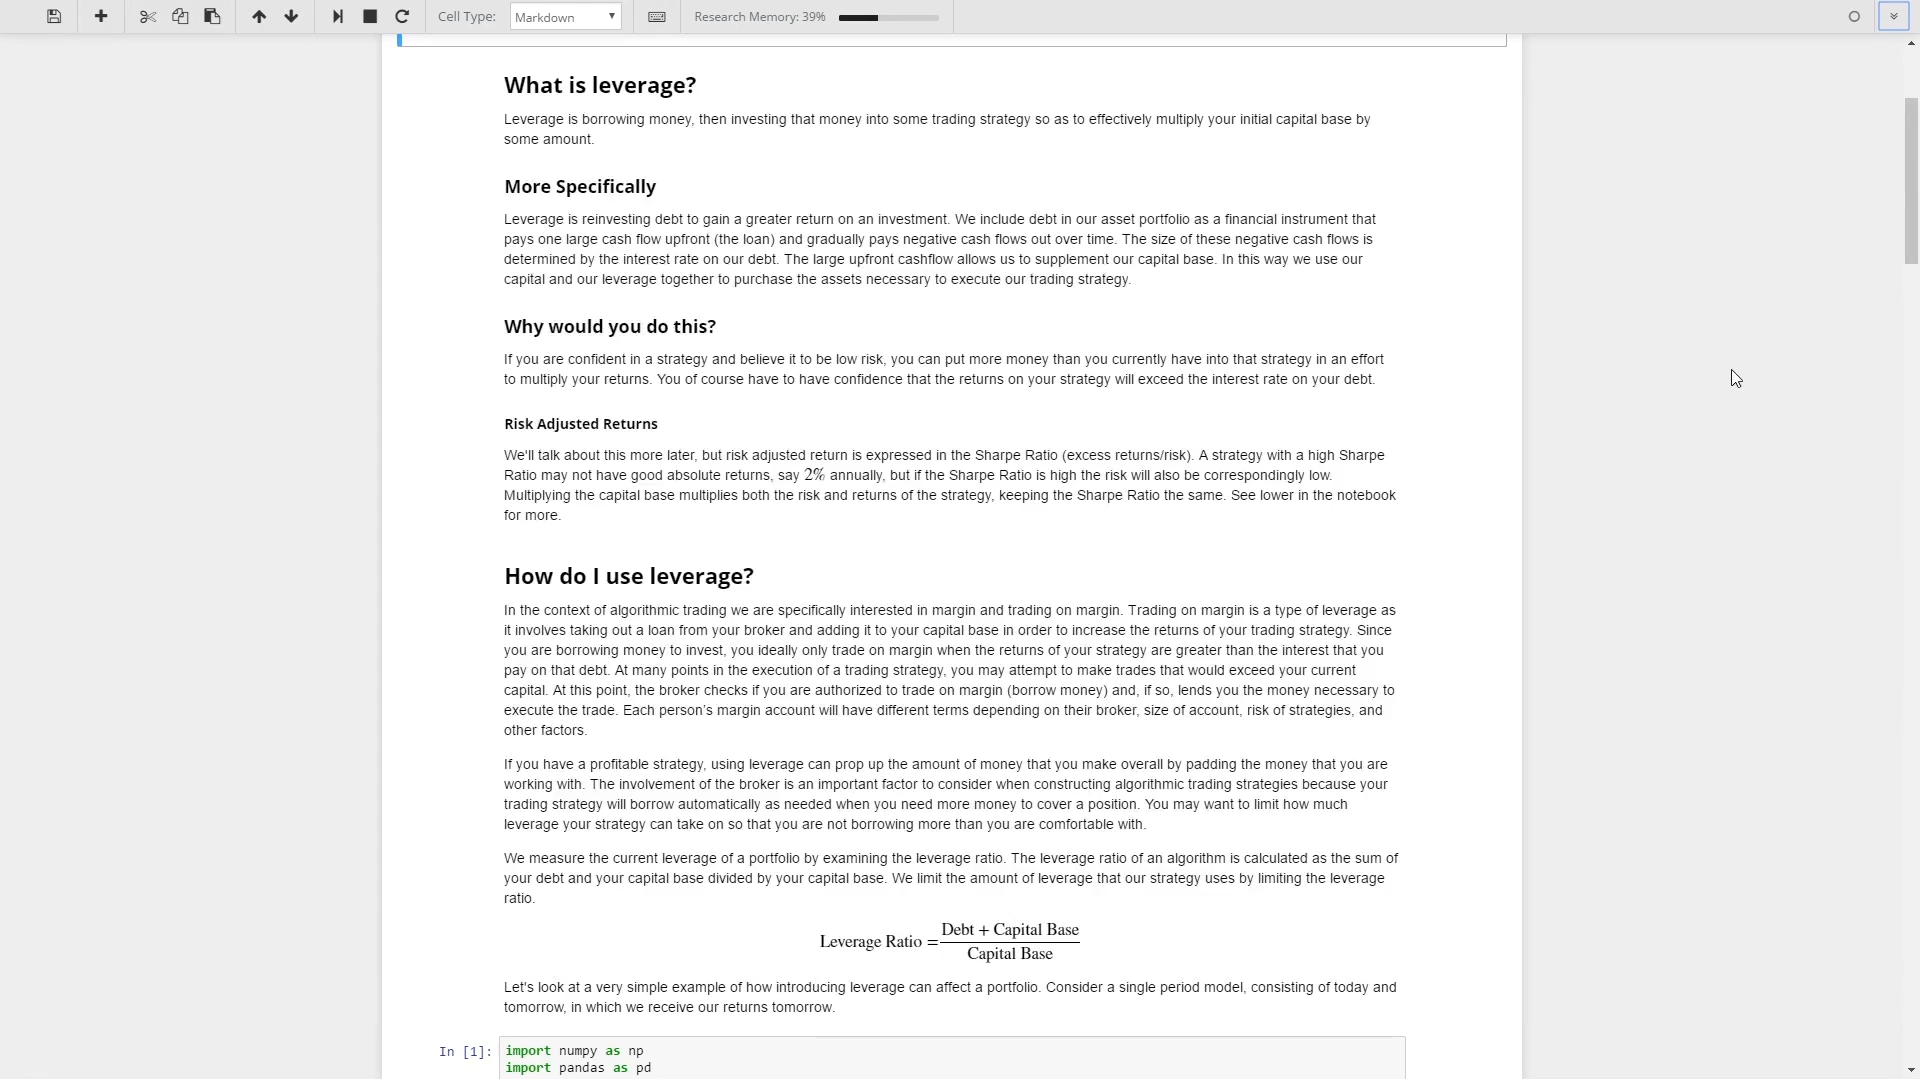 Cell Type: Markdown Research Memory: 39%
What is leverage?
Leverage is borrowing money, then investing that money into some trading strategy so as to effectively multiply your initial capital base by
some amount.
More Specifically
Leverage is reinvesting debt to gain a greater return on an investment. We include debt in our asset portfolio as a financial instrument that
pays one large cash flow upfront (the loan) and gradually pays negative cash flows out over time. The size of these negative cash flows is
determined by the interest rate on our debt. The large upfront cashflow allows us to supplement our capital base. In this way we use our
capital and our leverage together to purchase the assets necessary to execute our trading strategy.
Why would you do this?
If you are confident in a strategy and believe it to be low risk, you can put more money than you currently have into that strategy in an effort
to multiply your returns. You of course have to have confidence that the returns on your strategy will exceed the interest rate on your debt.
Risk Adjusted Returns
We'll talk about this more later, but risk adjusted return is expressed in the Sharpe Ratio (excess returns/risk). A strategy with a high Sharpe
Ratio may not have good absolute returns, say 2% annually, but if the Sharpe Ratio is high the risk will also be correspondingly low.
Multiplying the capital base multiplies both the risk and returns of the strategy, keeping the Sharpe Ratio the same. See lower in the notebook
for more.
How do I use leverage?
In the context of algorithmic trading we are specifically interested in margin and trading on margin. Trading on margin is a type of leverage as
it involves taking out a loan from your broker and adding it to your capital base in order to increase the returns of your trading strategy. Since
you are borrowing money to invest, you ideally only trade on margin when the returns of your strategy are greater than the interest that you
pay on that debt. At many points in the execution of a trading strategy, you may attempt to make trades that would exceed your current
capital. At this point, the broker checks if you are authorized to trade on margin (borrow money) and, if so, lends you the money necessary to
execute the trade. Each person's margin account will have different terms depending on their broker, size of account, risk of strategies, and
other factors.
If you have a profitable strategy, using leverage can prop up the amount of money that you make overall by padding the money that you are
working with. The involvement of the broker is an important factor to consider when constructing algorithmic trading strategies because your
trading strategy will borrow automatically as needed when you need more money to cover a position. You may want to limit how much
leverage your strategy can take on so that you are not borrowing more than you are comfortable with.
We measure the current leverage of a portfolio by examining the leverage ratio. The leverage ratio of an algorithm is calculated as the sum of
your debt and your capital base divided by your capital base. We limit the amount of leverage that our strategy uses by limiting the leverage
ratio.
Debt + Capital Base
Leverage Ratio =
Capital Base
Let's look at a very simple example of how introducing leverage can affect a portfolio. Consider a single period model, consisting of today and
tomorrow, in which we receive our returns tomorrow.
In [1]: import numpy as np
import pandas as pd